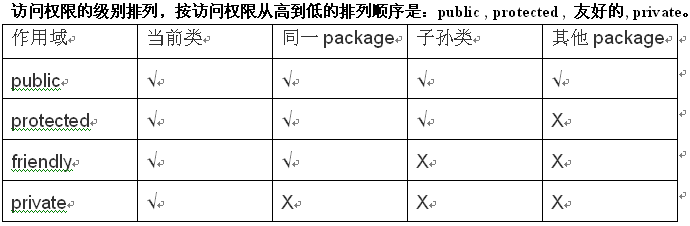 访问权限的级别排列，按访问权限从高到低的排列顺序是：public , protected , 友好的, private。
作用域 当前类 同一 package 子孙类 其他 package
public √ √ √ √
protected √ √ √ X
friendly √ √ X X
private √ X X X